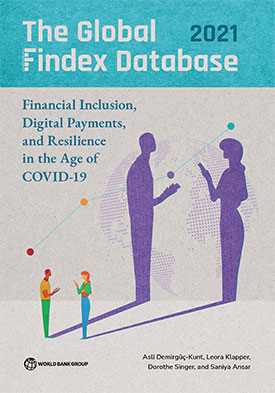 The Global 2021
Findex Database
Financial Inclusion,
Digital Payments,
and Resilience
in the Age of
COVID-19
WORLD BANK GROUP
Asli Demirgüç-Kunt, Leora Klapper,
Dorothe Singer, and Saniya Ansar